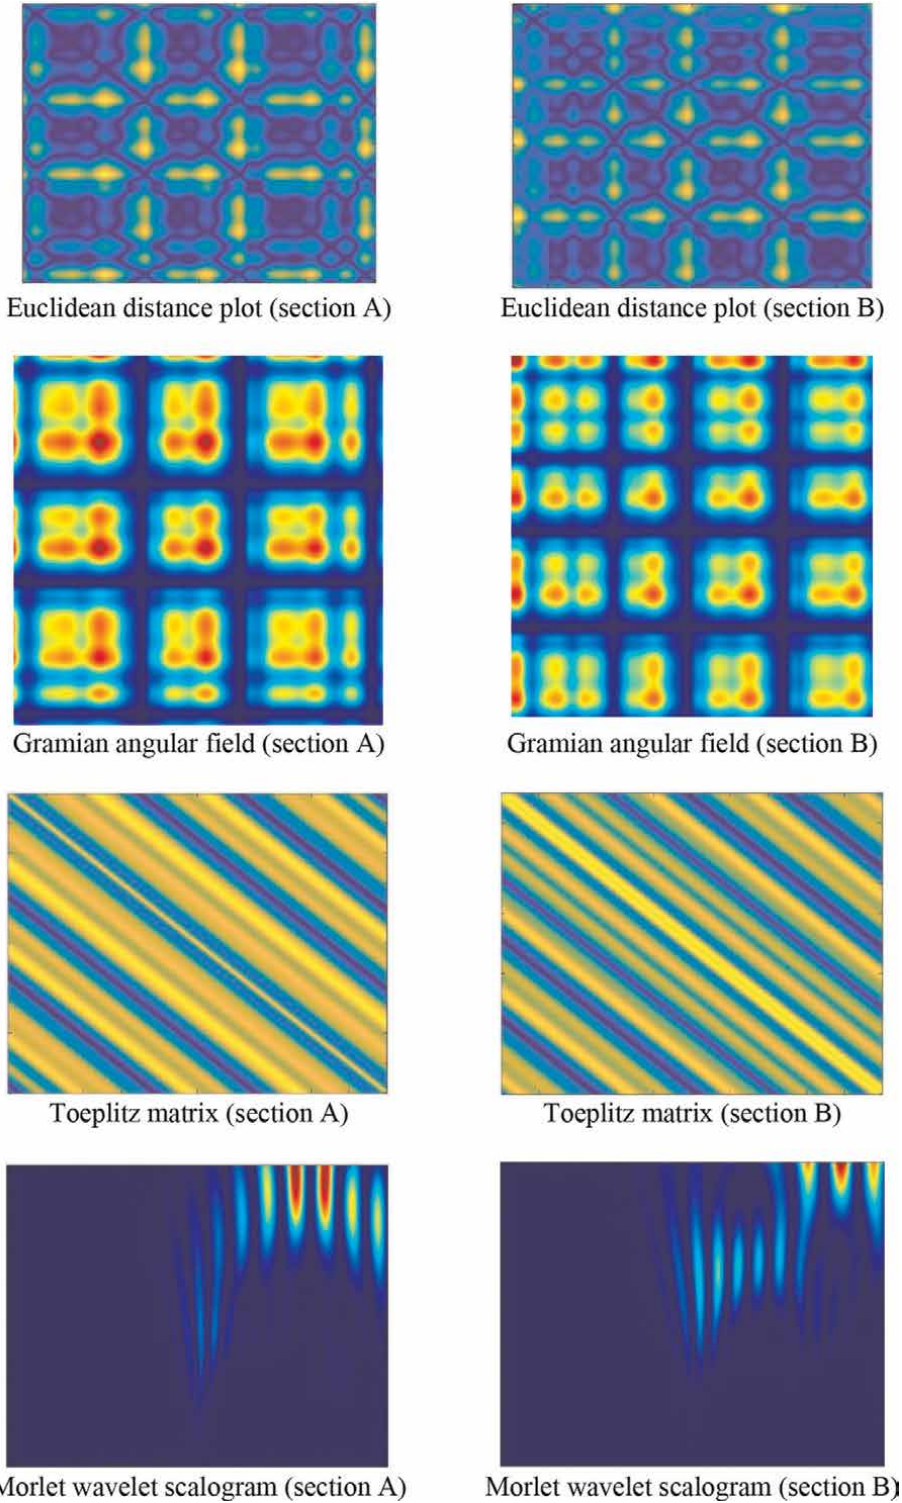 Euclidean distance plot (section A)
Euclidean distance plot (section B)
Gramian angular field (section A)
Gramian angular field (section B)
Toeplitz matrix (section A)
Toeplitz matrix (section B)
Morlet wavelet scalogram (section A)
Morlet wavelet scalogram (section B)